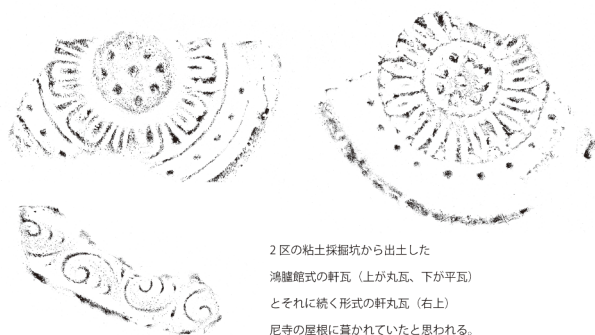 2区の粘土採掘坑から出土した
鴻臚館式の軒瓦（上が丸瓦、下が平瓦）
とそれに続く形式の軒丸瓦（右上）
尼寺の屋根に葺かれていたと思われる。